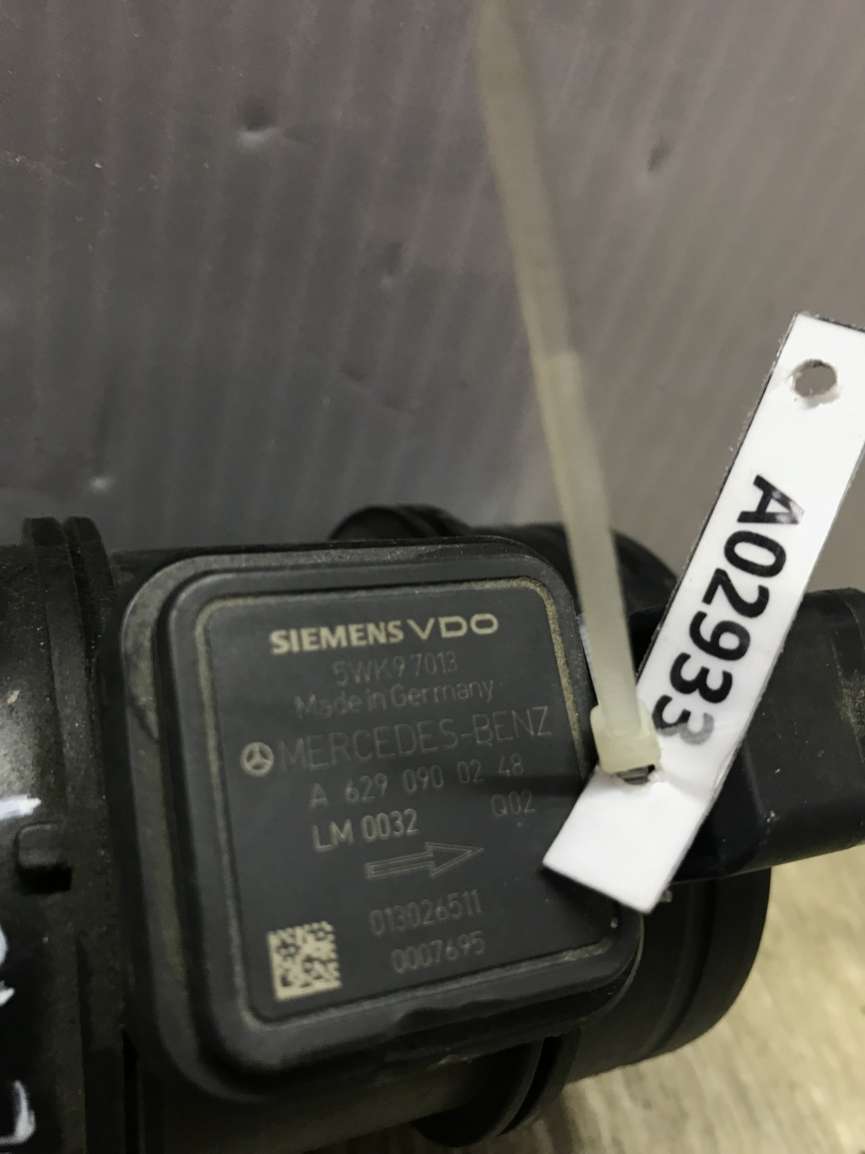 SIEMENS VDO
5WK9 7013
Made in Germany
MERCEDES-BENZ
A 629 090 02 48
LM 0032 Q02
013026511
0007695
A02933